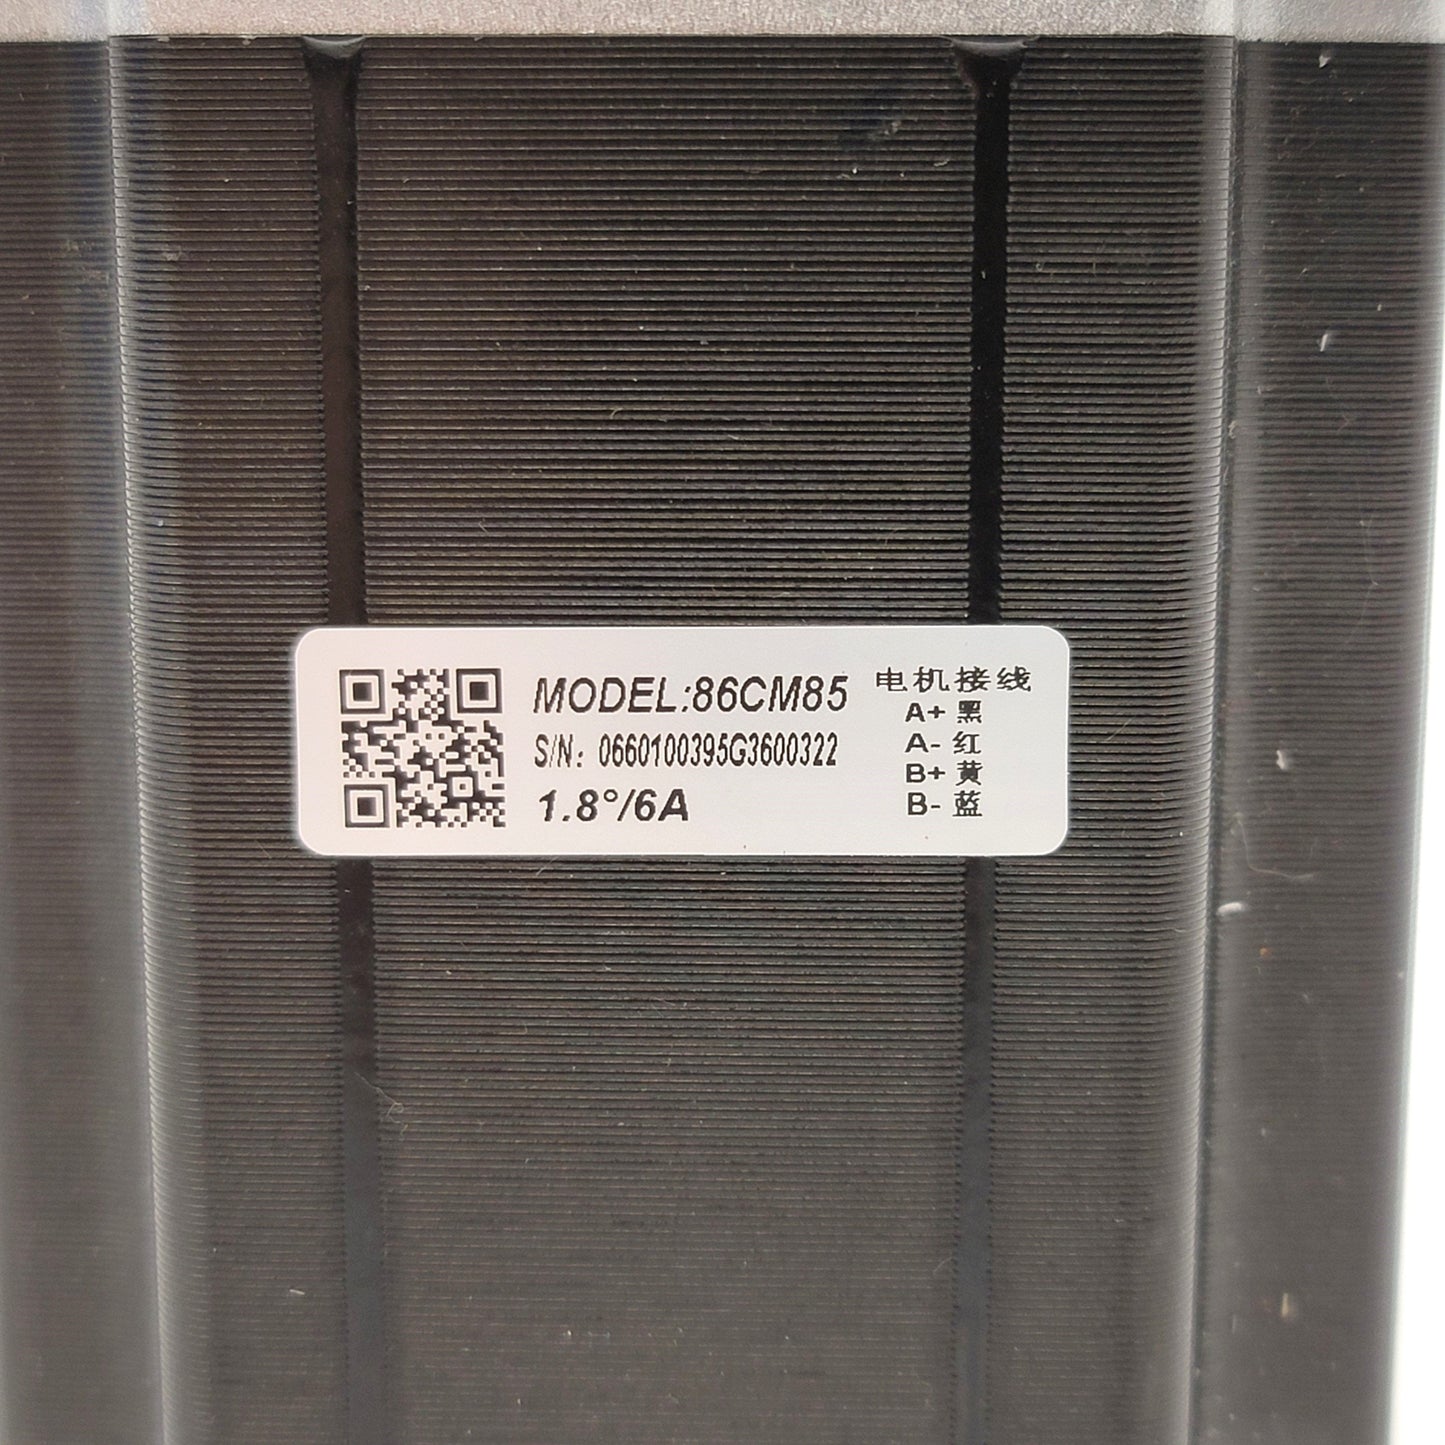 MODEL:86CM85
S/N: 0660100395G3600322
1.8°/6A
电机接线
A+ 黑
A- 红
B+ 黄
B- 蓝